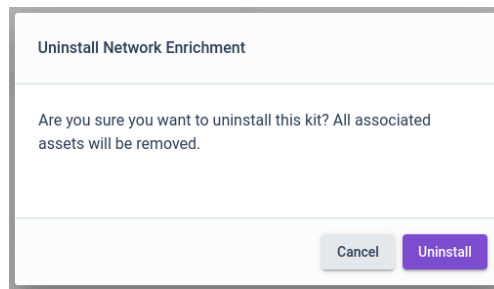 Uninstall Network Enrichment
Are you sure you want to uninstall this kit? All associated
assets will be removed.
Cancel
Uninstall